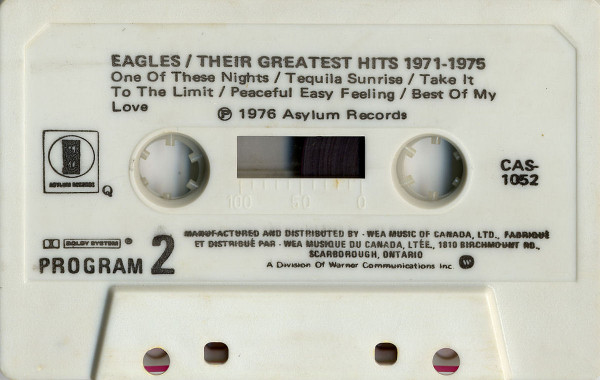 EAGLES / THEIR GREATEST HITS 1971-1975
One Of These Nights / Tequila Sunrise / Take It
To The Limit / Peaceful Easy Feeling / Best Of My
Love
℗ 1976 Asylum Records
ASYLUM RECORDS
Q
CAS-
1052
100 50 0
MANUFACTURED AND DISTRIBUTED BY - WEA MUSIC OF CANADA, LTD., FABRIQUÉ
ET DISTRIBUÉ PAR - WEA MUSIQUE DU CANADA, LTÉE., 1810 BIRCHMOUNT RD.,
SCARBOROUGH, ONTARIO
A Division Of Warner Communications Inc.
DOLBY SYSTEM ®
PROGRAM 2